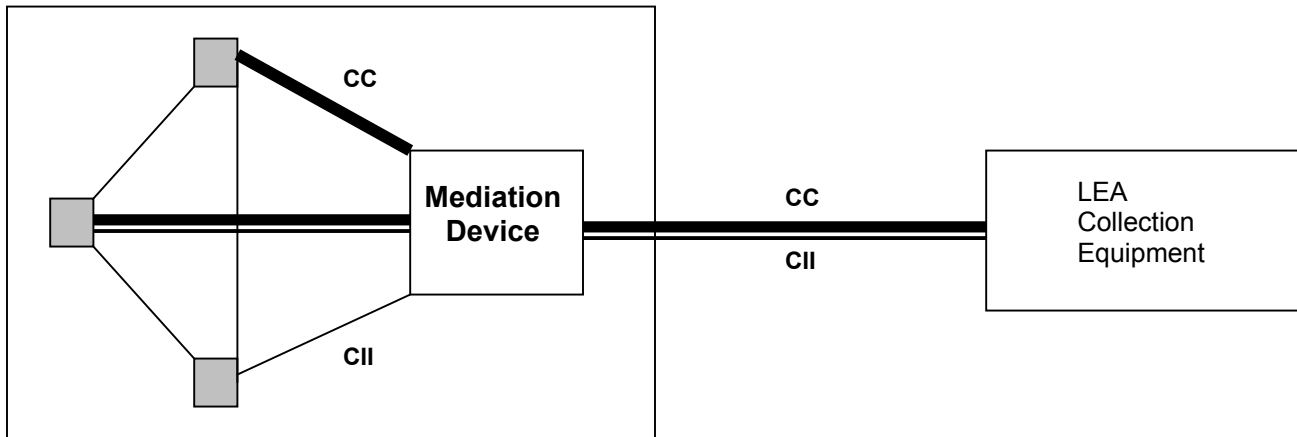 CC
Mediation
Device
CII
CC
CII
LEA
Collection
Equipment